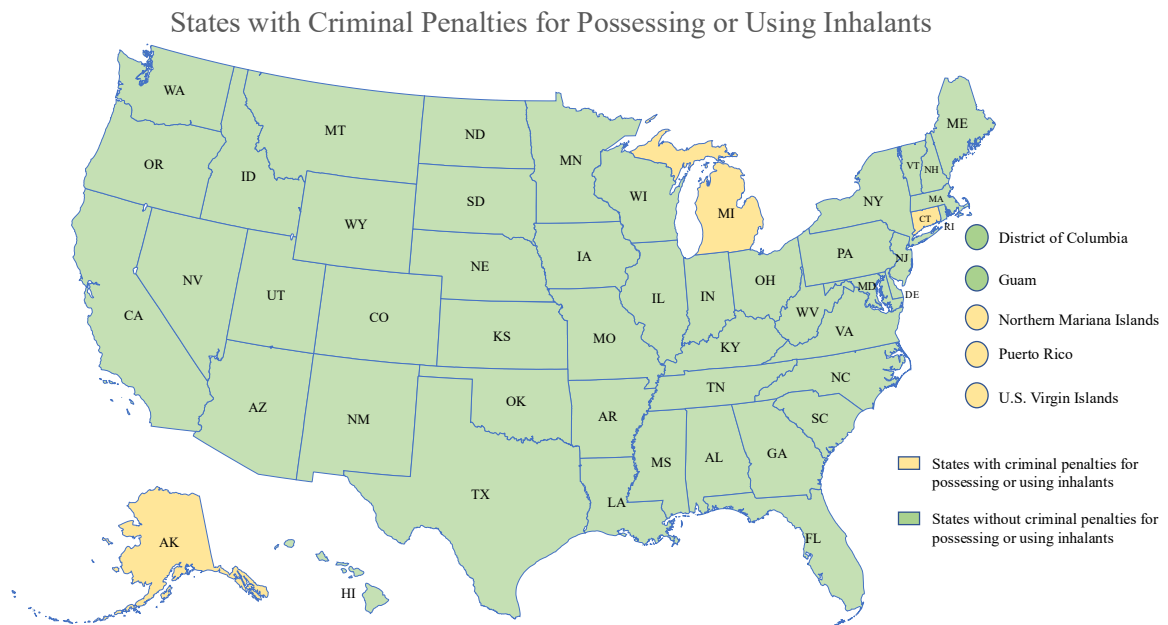 States with Criminal Penalties for Possessing or Using Inhalants
WA
MT
ND
MN
ME
OR
ID
WY
SD
WI
MI
NY
VT
NH
MA
CT
RI
NV
UT
CO
NE
IA
IL
IN
OH
PA
NJ
MD
DE
CA
KS
MO
KY
WV
VA
AZ
NM
OK
AR
TN
NC
SC
TX
LA
MS
AL
GA
FL
AK
HI
District of Columbia
Guam
Northern Mariana Islands
Puerto Rico
U.S. Virgin Islands
States with criminal penalties for
possessing or using inhalants
States without criminal penalties for
possessing or using inhalants